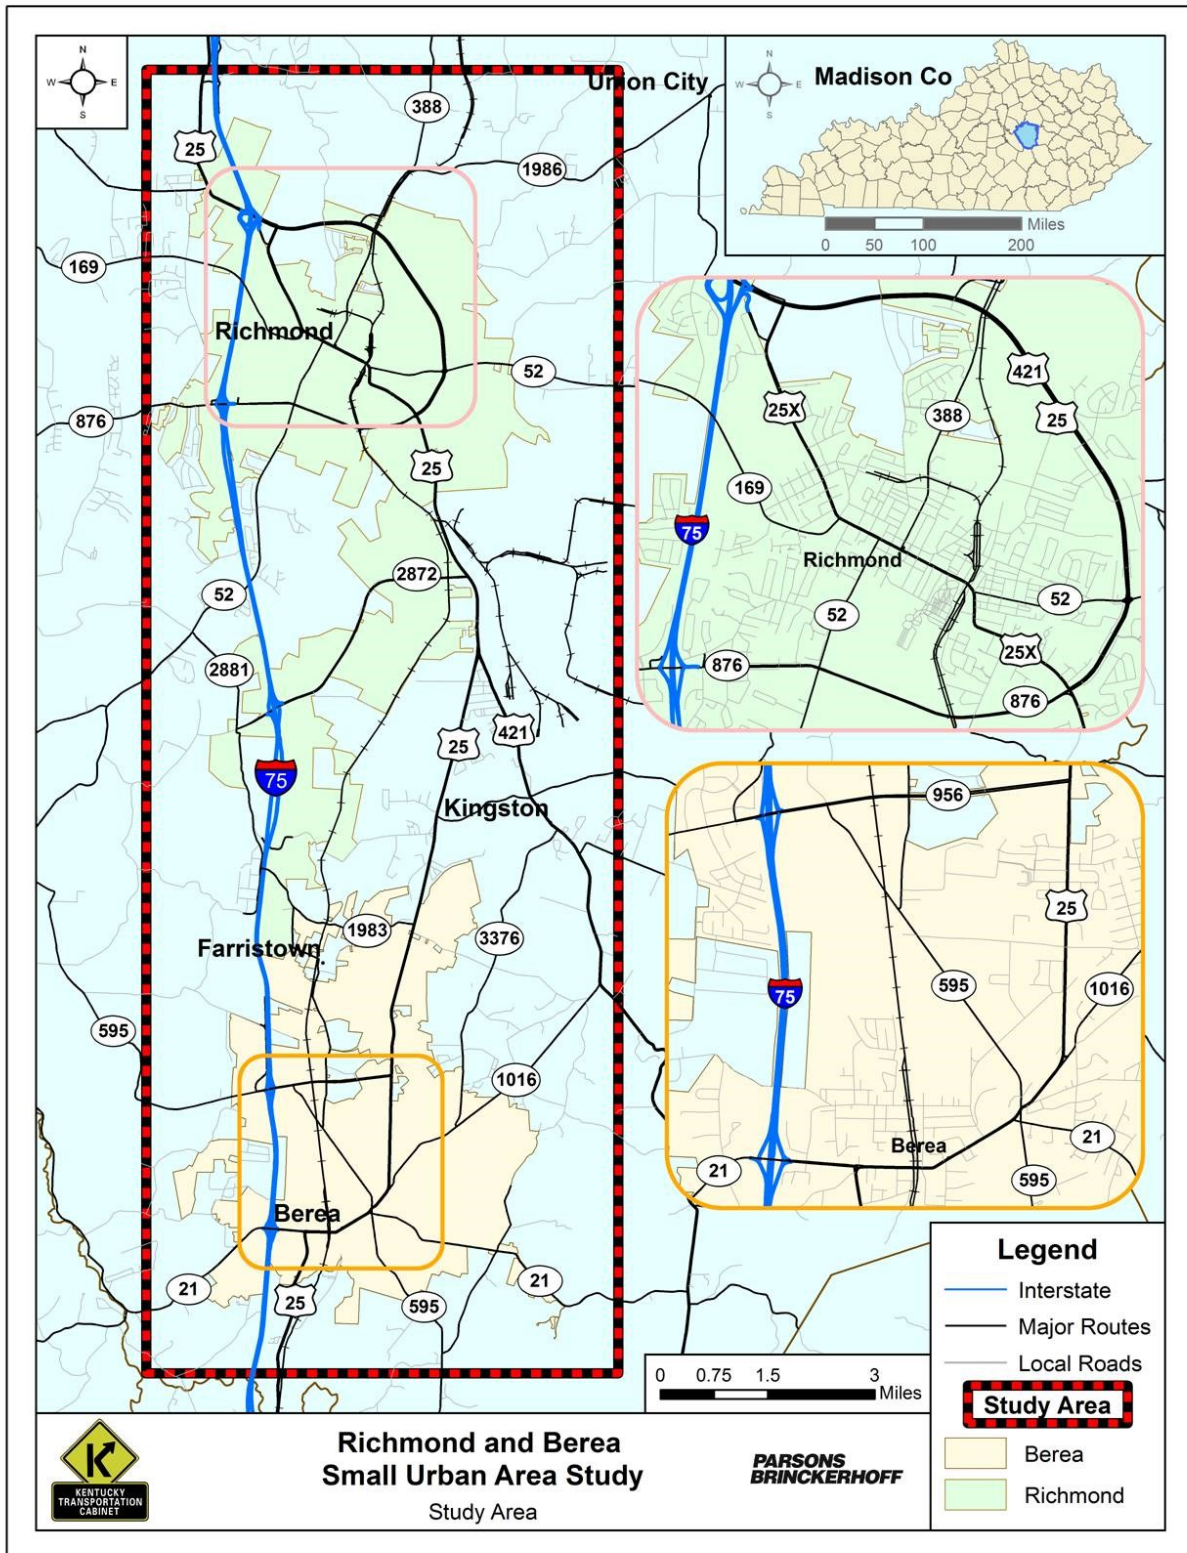 N
W
E
S
Union City
388
25
1986
169
Richmond
52
876
25
2872
52
2881
421
25
75
Kingston
1983
3376
Farristown
595
1016
Berea
21
25
595
21
N
W
E
S
Madison Co
Miles
0 50 100 200
421
25X
388
25
169
75
Richmond
52
52
25X
876
876
956
25
595
1016
75
Berea
21
21
595
Legend
Interstate
Major Routes
Local Roads
Study Area
Berea
Richmond
0 0.75 1.5 3
Miles
KENTUCKY
TRANSPORTATION
CABINET
Richmond and Berea
Small Urban Area Study
Study Area
PARSONS
BRINCKERHOFF